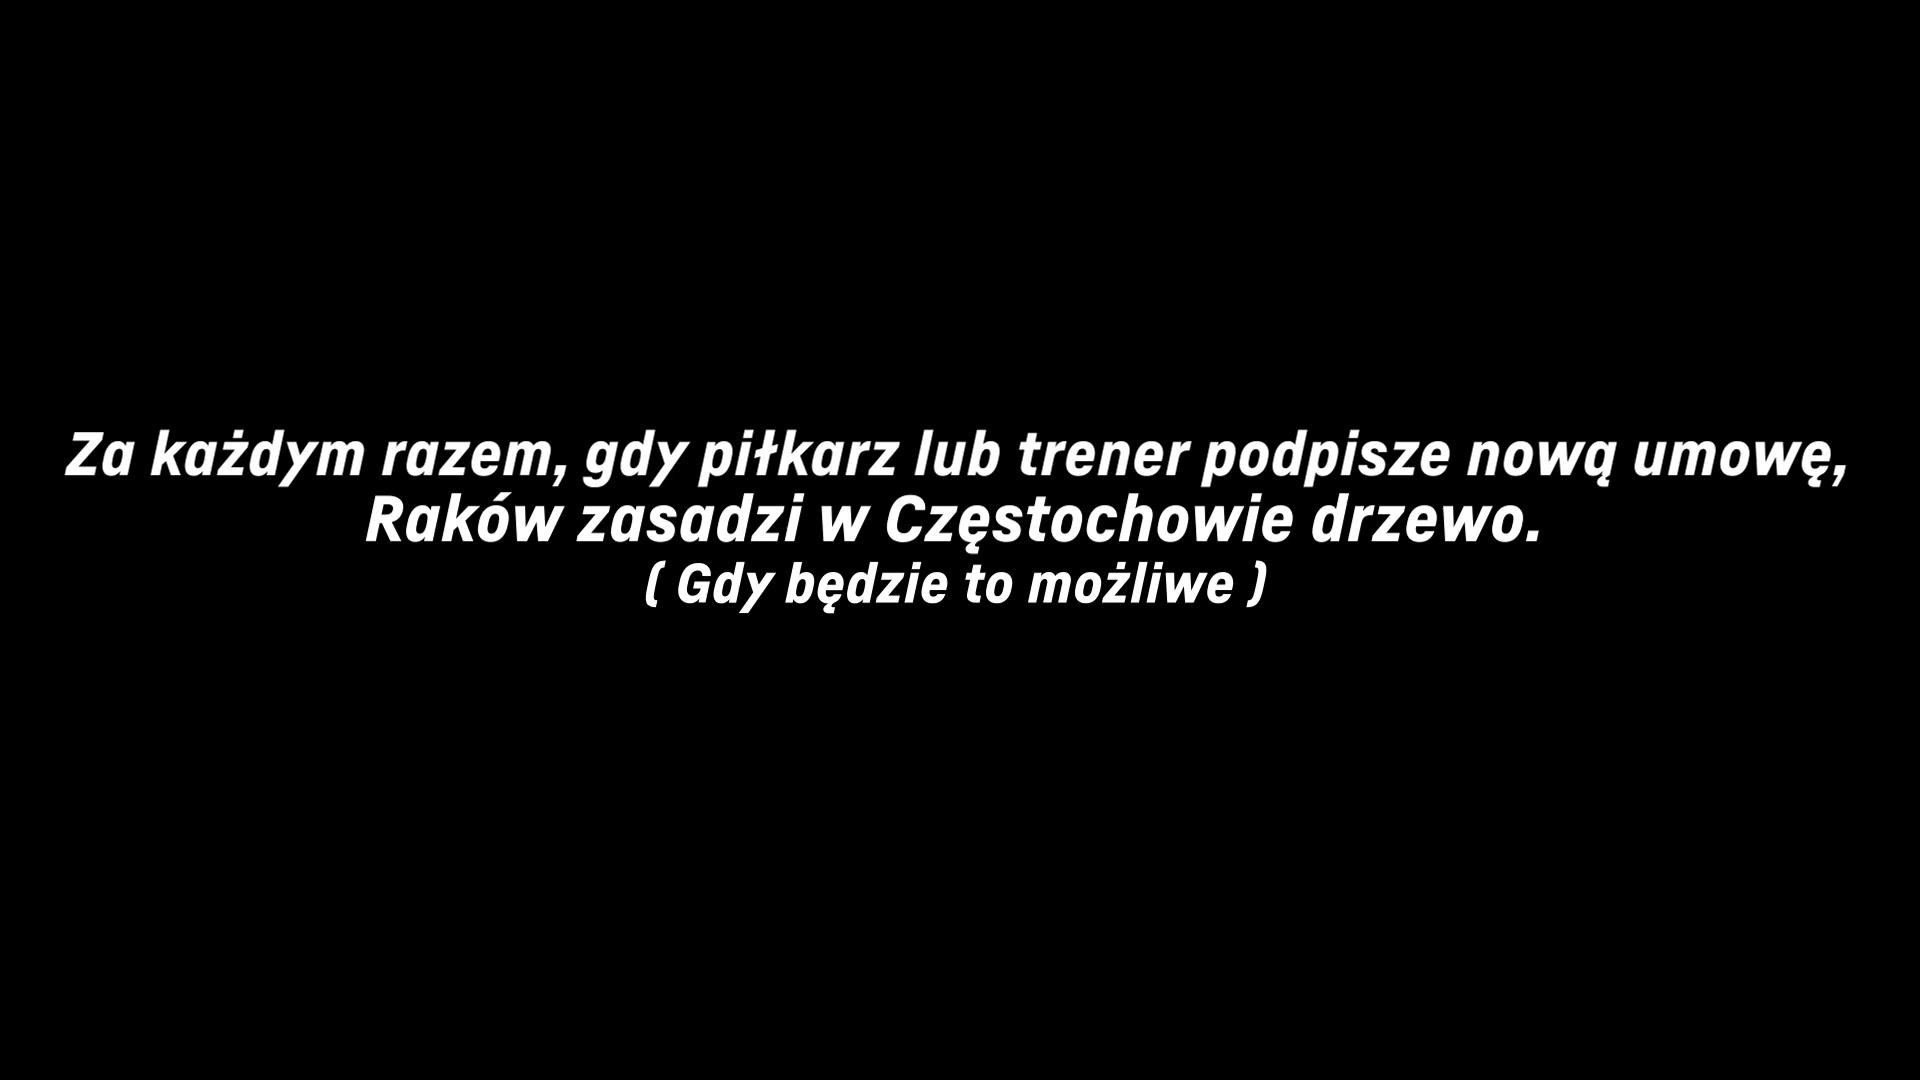 Za każdym razem, gdy piłkarz lub trener podpisze nową umowę,
Raków zasadzi w Częstochowie drzewo.
( Gdy będzie to możliwe )